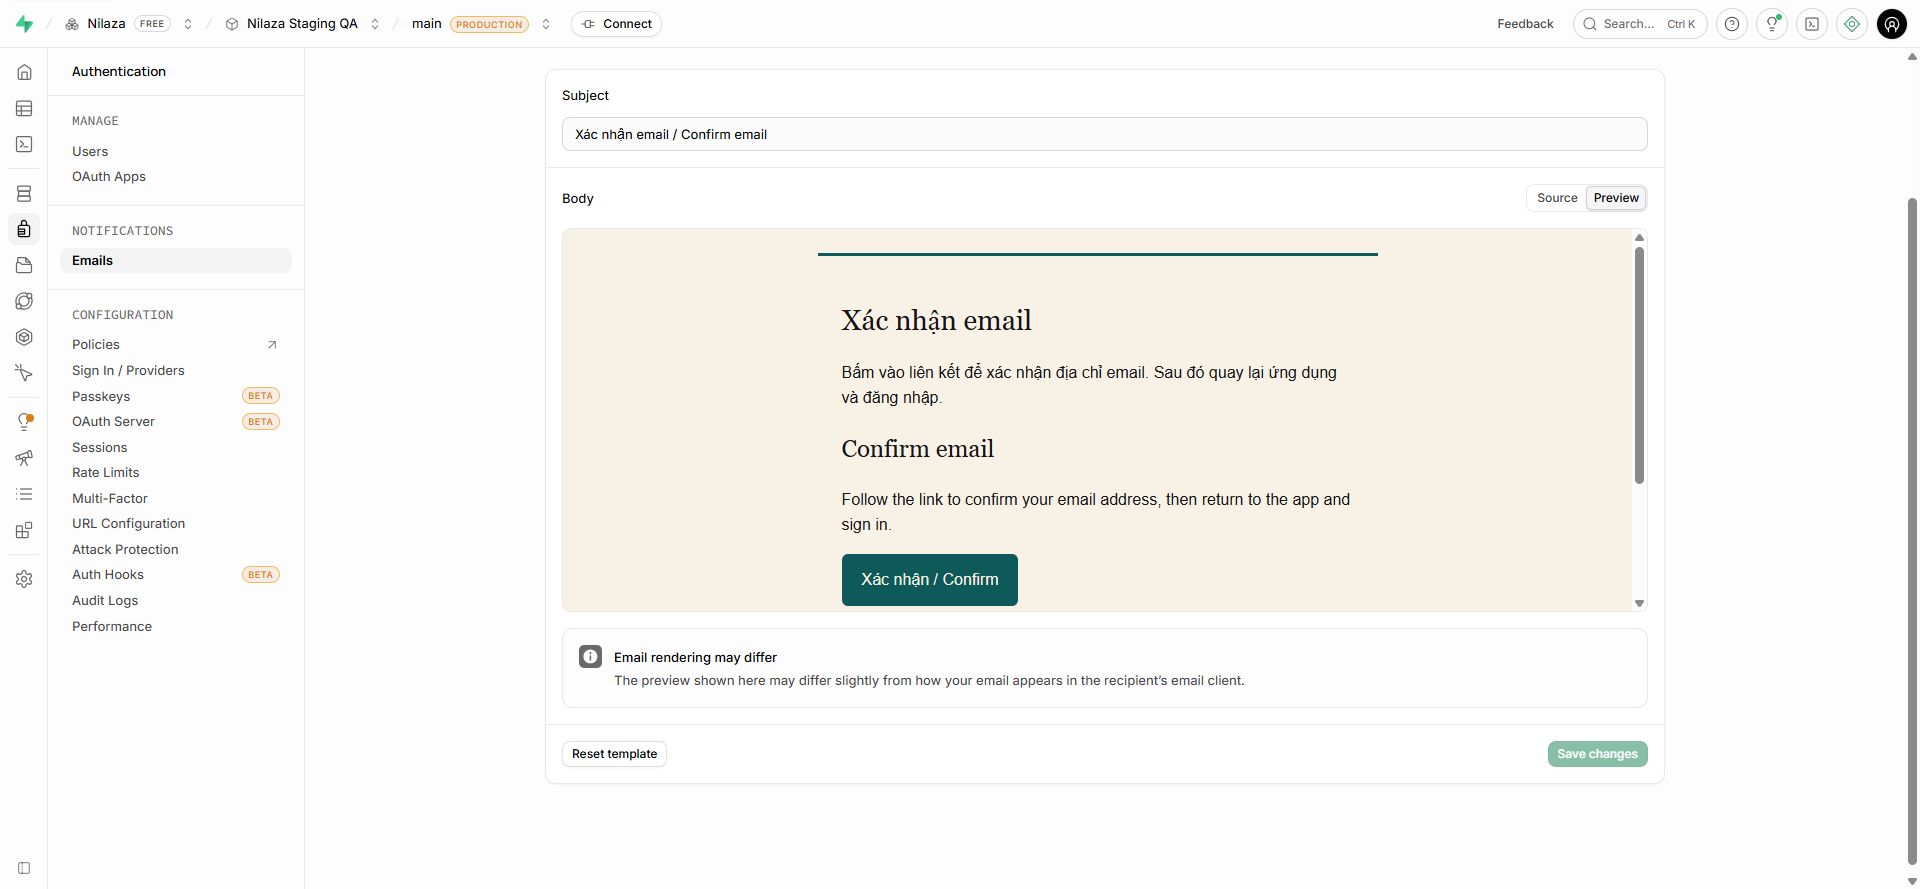 Nilaza FREE / Nilaza Staging QA / main PRODUCTION Connect
Feedback Search... Ctrl K
Authentication
MANAGE
Users
OAuth Apps
NOTIFICATIONS
Emails
CONFIGURATION
Policies
Sign In / Providers
Passkeys BETA
OAuth Server BETA
Sessions
Rate Limits
Multi-Factor
URL Configuration
Attack Protection
Auth Hooks BETA
Audit Logs
Performance
Subject
Xác nhận email / Confirm email
Body
Source Preview
Xác nhận email
Bấm vào liên kết để xác nhận địa chỉ email. Sau đó quay lại ứng dụng
và đăng nhập.
Confirm email
Follow the link to confirm your email address, then return to the app and
sign in.
Xác nhận / Confirm
Email rendering may differ
The preview shown here may differ slightly from how your email appears in the recipient's email client.
Reset template
Save changes